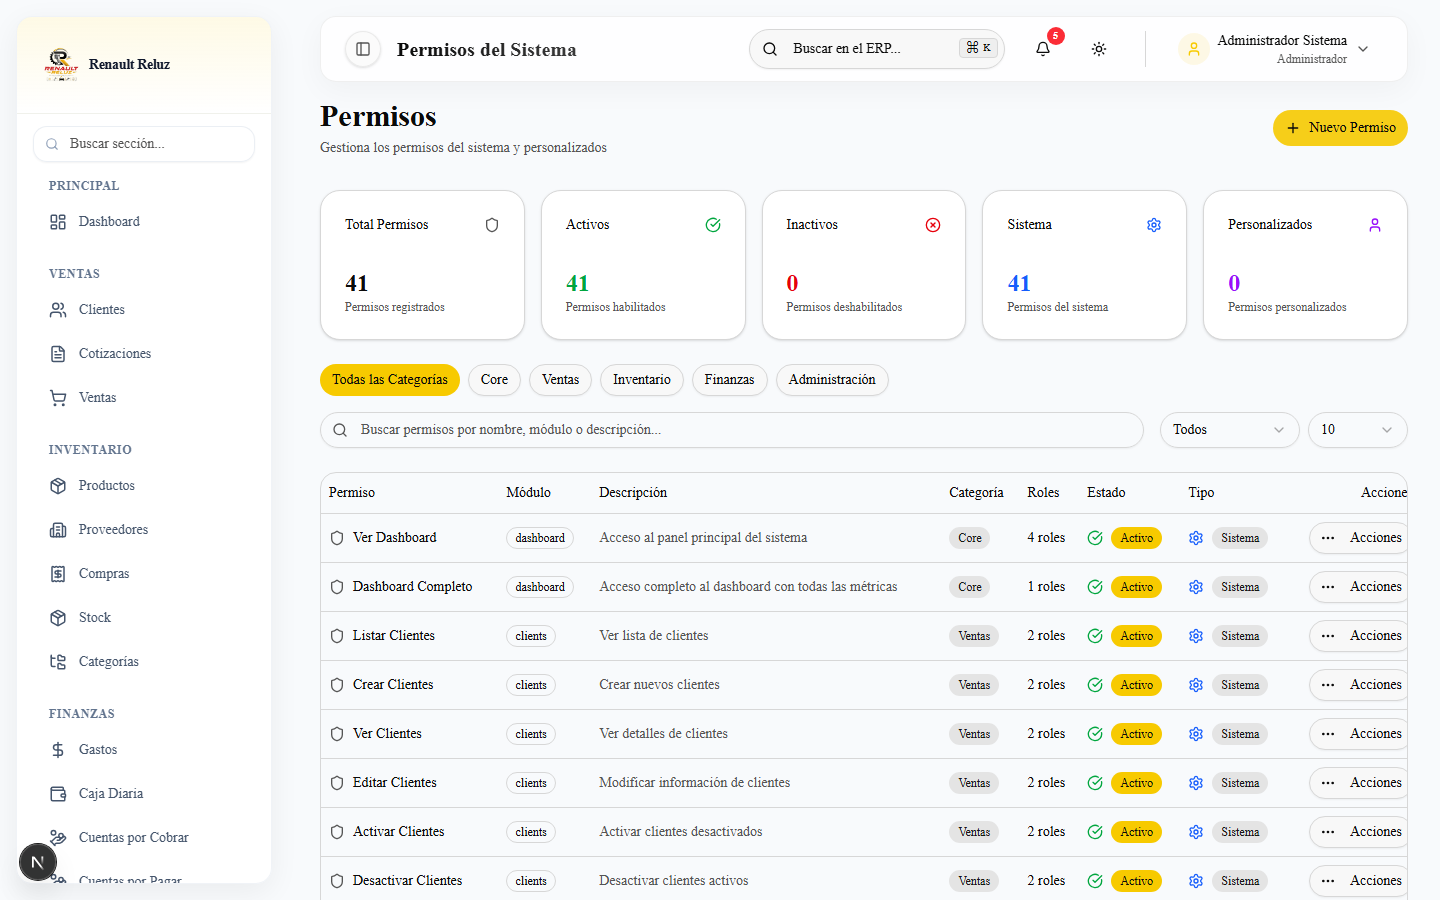 RENAULT
RELUZ
Renault Reluz
Buscar sección...
PRINCIPAL
Dashboard
VENTAS
Clientes
Cotizaciones
Ventas
INVENTARIO
Productos
Proveedores
Compras
Stock
Categorías
FINANZAS
Gastos
Caja Diaria
Cuentas por Cobrar
Cuentas por Pagar
N
Permisos del Sistema
Buscar en el ERP...
⌘ K
5
Administrador Sistema
Administrador
Permisos
Gestiona los permisos del sistema y personalizados
+ Nuevo Permiso
Total Permisos
41
Permisos registrados
Activos
41
Permisos habilitados
Inactivos
0
Permisos deshabilitados
Sistema
41
Permisos del sistema
Personalizados
0
Permisos personalizados
Todas las Categorías Core Ventas Inventario Finanzas Administración
Buscar permisos por nombre, módulo o descripción... Todos 10
Permiso Módulo Descripción Categoría Roles Estado Tipo Accione
Ver Dashboard dashboard Acceso al panel principal del sistema Core 4 roles Activo Sistema ... Acciones
Dashboard Completo dashboard Acceso completo al dashboard con todas las métricas Core 1 roles Activo Sistema ... Acciones
Listar Clientes clients Ver lista de clientes Ventas 2 roles Activo Sistema ... Acciones
Crear Clientes clients Crear nuevos clientes Ventas 2 roles Activo Sistema ... Acciones
Ver Clientes clients Ver detalles de clientes Ventas 2 roles Activo Sistema ... Acciones
Editar Clientes clients Modificar información de clientes Ventas 2 roles Activo Sistema ... Acciones
Activar Clientes clients Activar clientes desactivados Ventas 2 roles Activo Sistema ... Acciones
Desactivar Clientes clients Desactivar clientes activos Ventas 2 roles Activo Sistema ... Acciones